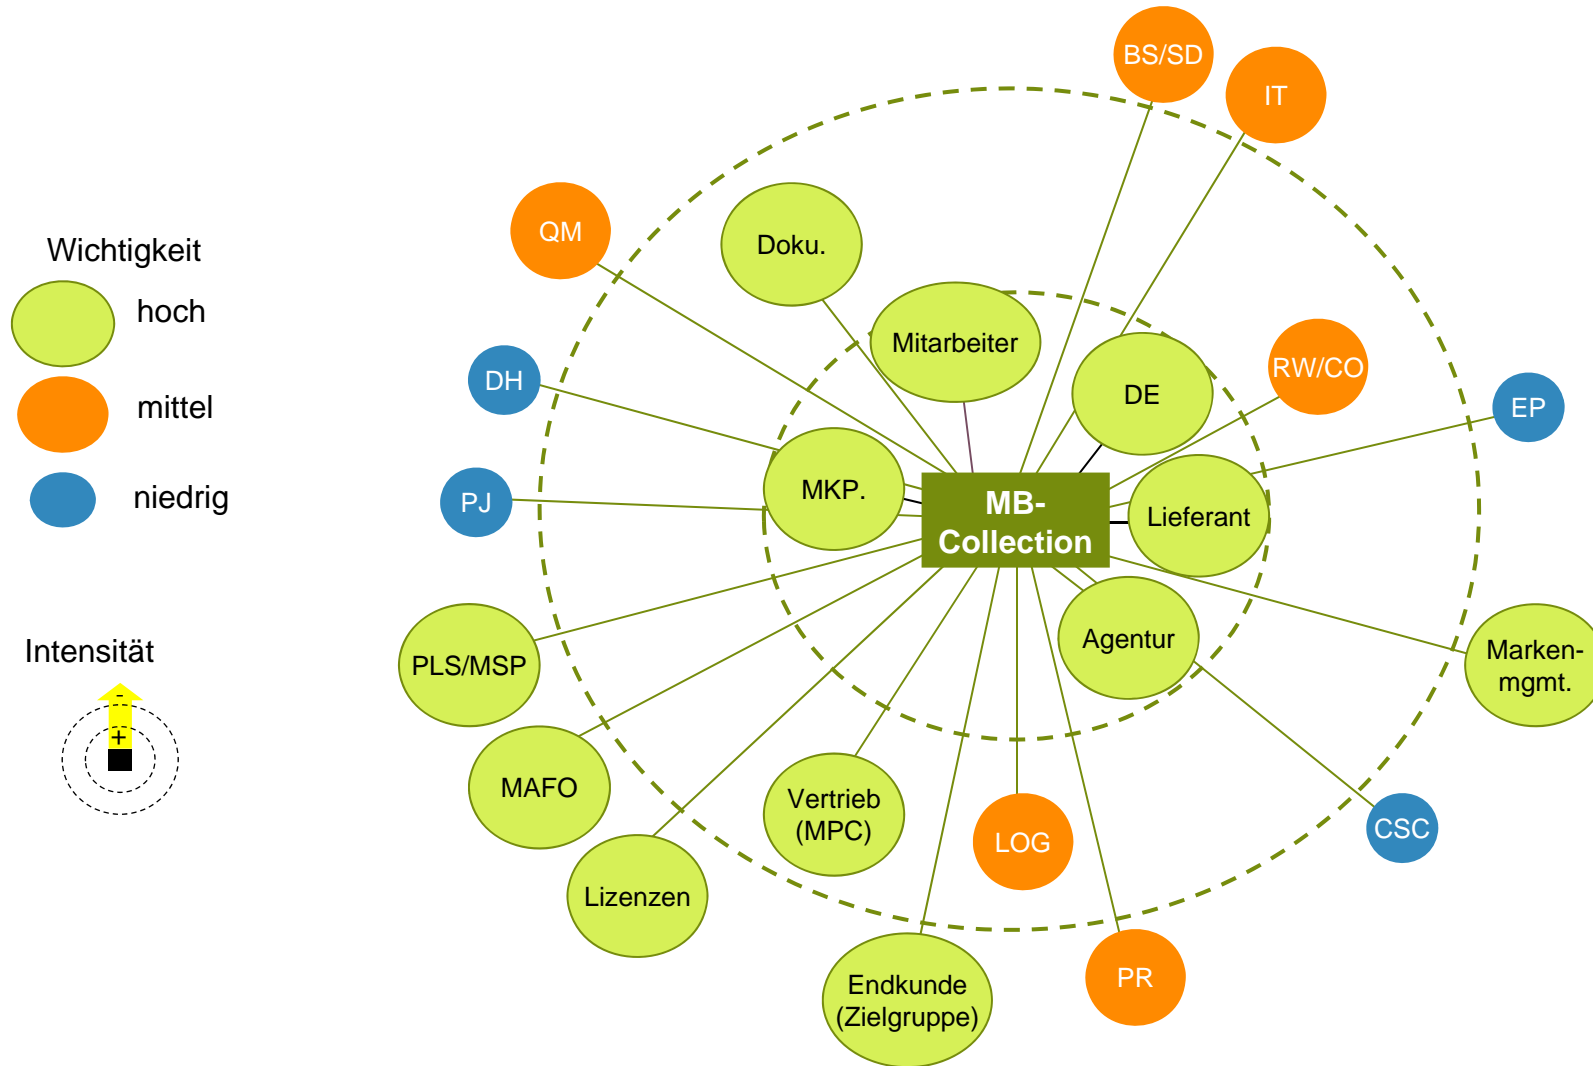 Wichtigkeit
hoch
mittel
niedrig
Intensität
-
+
BS/SD
IT
QM
Doku.
Mitarbeiter
DE
RW/CO
DH
EP
MKP.
PJ
MB-
Collection
Lieferant
Agentur
PLS/MSP
Marken-
mgmt.
MAFO
Vertrieb
(MPC)
LOG
CSC
Lizenzen
Endkunde
(Zielgruppe)
PR